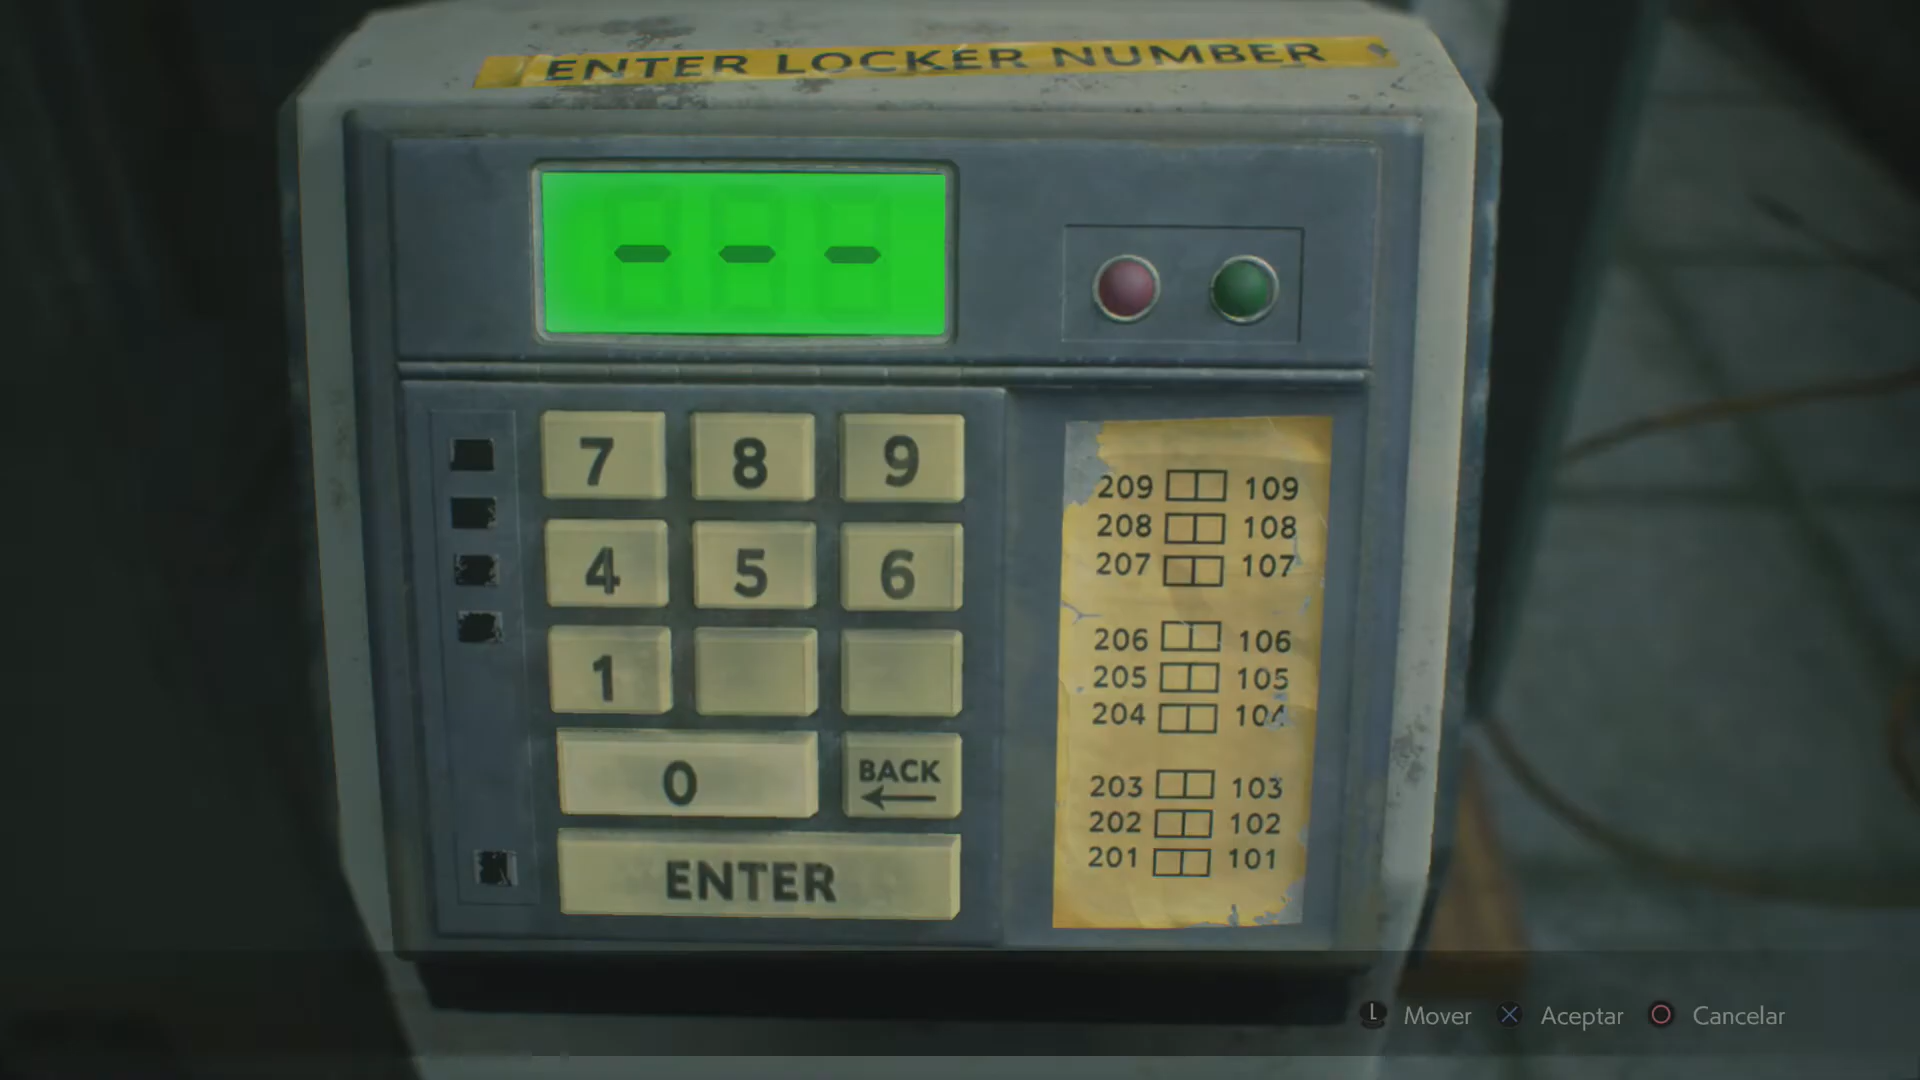 ENTER LOCKER NUMBER
7 8 9
4 5 6
1
0 BACK
ENTER
209 109
208 108
207 107
206 106
205 105
204 104
203 103
202 102
201 101
L Mover Aceptar Cancelar